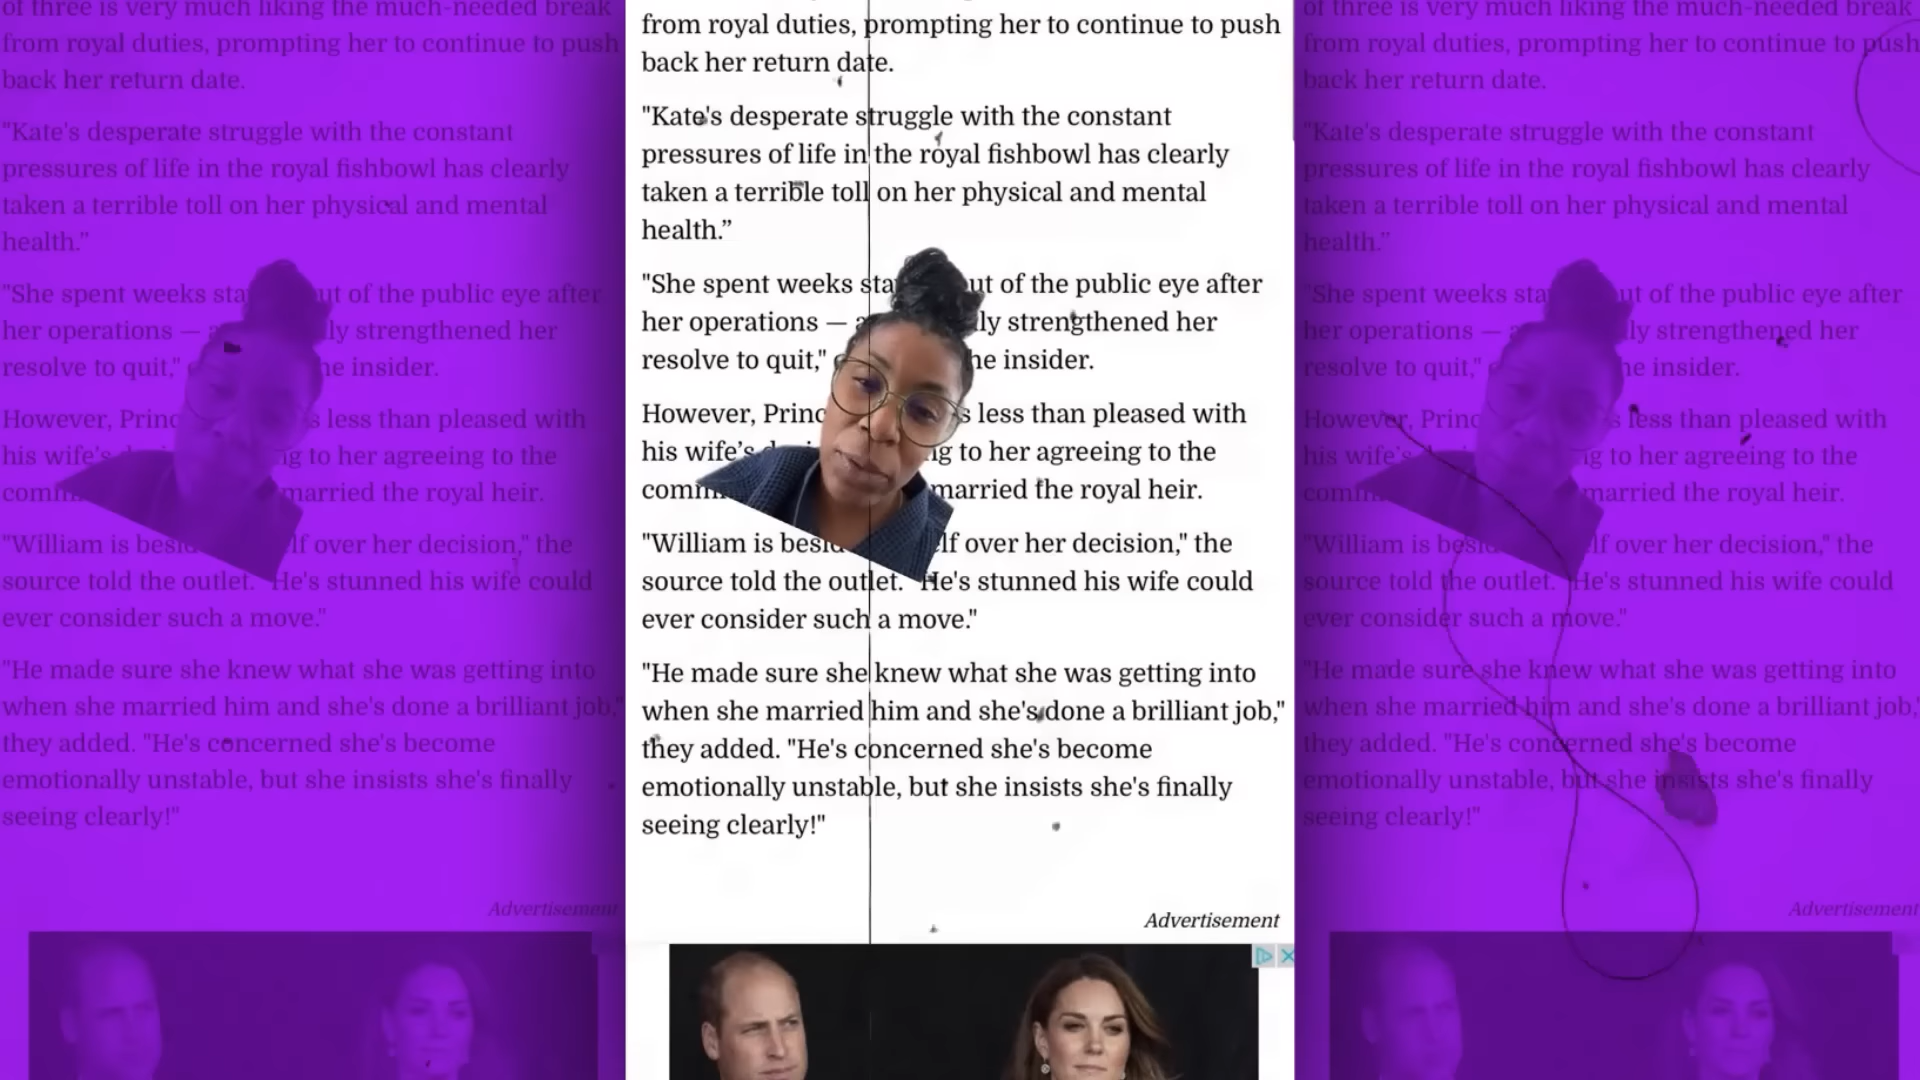 from royal duties, prompting her to continue to push
back her return date.
"Kate's desperate struggle with the constant
pressures of life in the royal fishbowl has clearly
taken a terrible toll on her physical and mental
health.”
"She spent weeks ut of the public eye after
her operations — ly strengthened her
resolve to quit," he insider.
However, s less than pleased with
his wife’s to her agreeing to the
married the royal heir.
"William is over her decision," the
source told the outlet. He's stunned his wife could
ever consider such a move."
"He made sure she knew what she was getting into
when she married him and she's done a brilliant job,"
they added. "He's concerned she's become
emotionally unstable, but she insists she's finally
seeing clearly!"
Advertisement